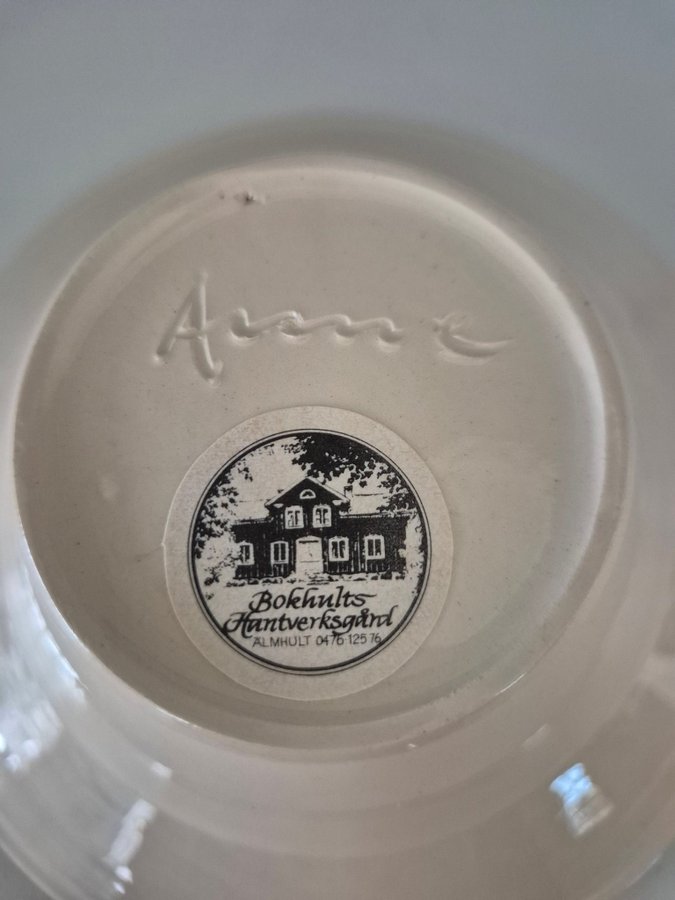 Anne
Bokhults
Hantverksgård
ÄLMHULT 0476 125 76